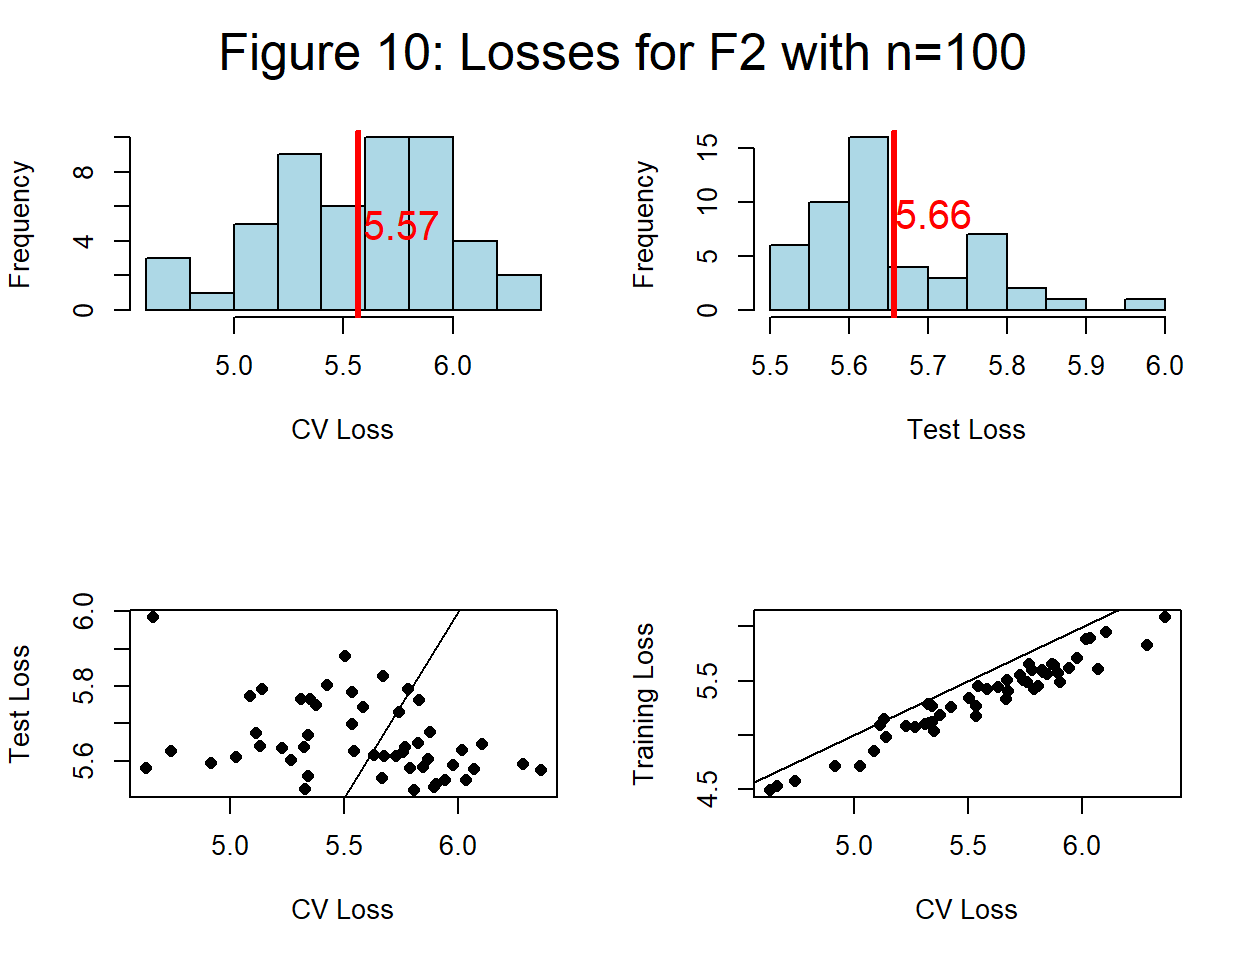 Figure 10: Losses for F2 with n=100
Frequency
0 4 8
5.57
5.0 5.5 6.0
CV Loss
Frequency
0 5 10 15
5.66
5.5 5.6 5.7 5.8 5.9 6.0
Test Loss
Test Loss
5.6 5.8 6.0
5.0 5.5 6.0
CV Loss
Training Loss
4.5 5.5
5.0 5.5 6.0
CV Loss